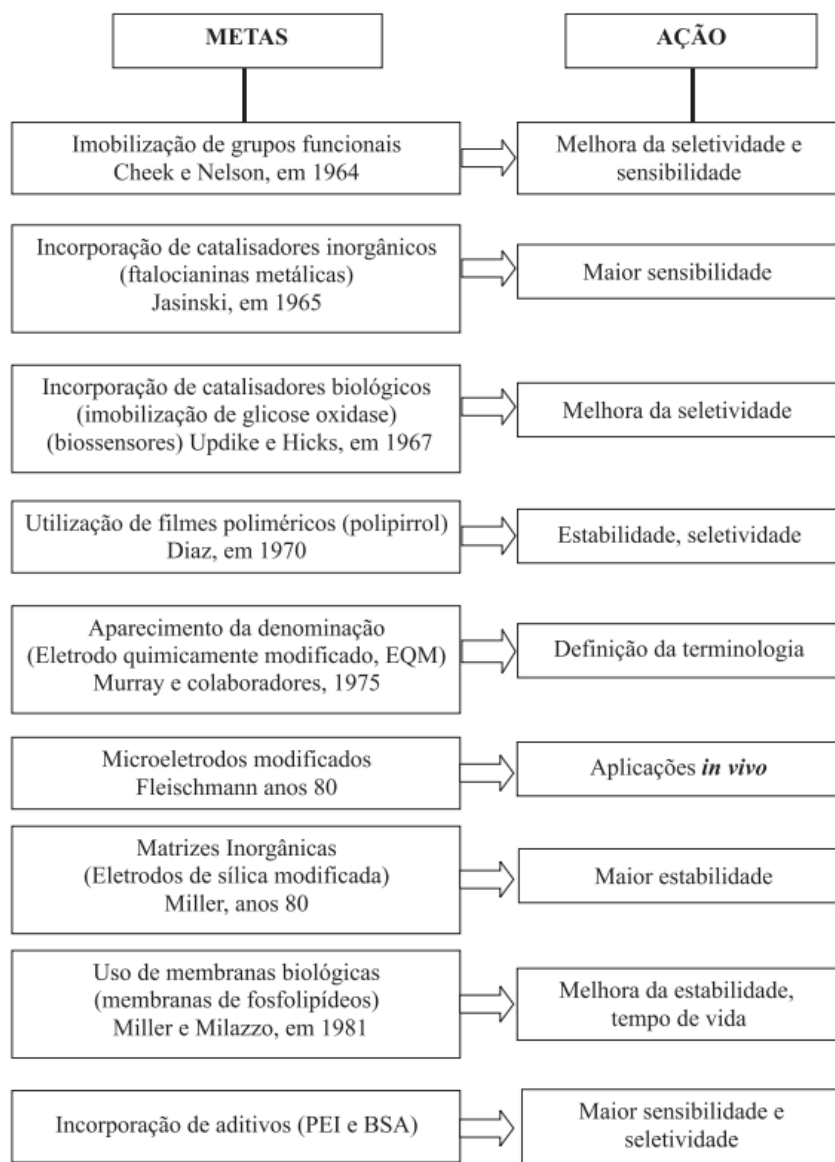 METAS
AÇÃO
Imobilização de grupos funcionais
Cheek e Nelson, em 1964
Melhora da seletividade e
sensibilidade
Incorporação de catalisadores inorgânicos
(ftalocianinas metálicas)
Jasinski, em 1965
Maior sensibilidade
Incorporação de catalisadores biológicos
(imobilização de glicose oxidase)
(biossensores) Updike e Hicks, em 1967
Melhora da seletividade
Utilização de filmes poliméricos (polipirrol)
Diaz, em 1970
Estabilidade, seletividade
Aparecimento da denominação
(Eletrodo quimicamente modificado, EQM)
Murray e colaboradores, 1975
Definição da terminologia
Microeletrodos modificados
Fleischmann anos 80
Aplicações in vivo
Matrizes Inorgânicas
(Eletrodos de sílica modificada)
Miller, anos 80
Maior estabilidade
Uso de membranas biológicas
(membranas de fosfolipídeos)
Miller e Milazzo, em 1981
Melhora da estabilidade,
tempo de vida
Incorporação de aditivos (PEI e BSA)
Maior sensibilidade e
seletividade